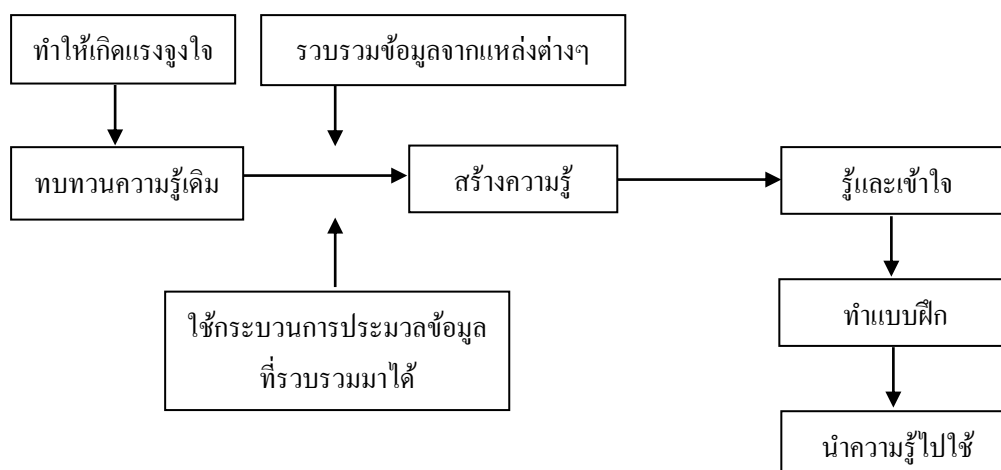 ทำให้เกิดแรงจูงใจ
รวบรวมข้อมูลจากแหล่งต่างๆ
ทบทวนความรู้เดิม
สร้างความรู้
รู้และเข้าใจ
ใช้กระบวนการประมวลข้อมูล
ที่รวบรวมมาได้
ทำแบบฝึก
นำความรู้ไปใช้